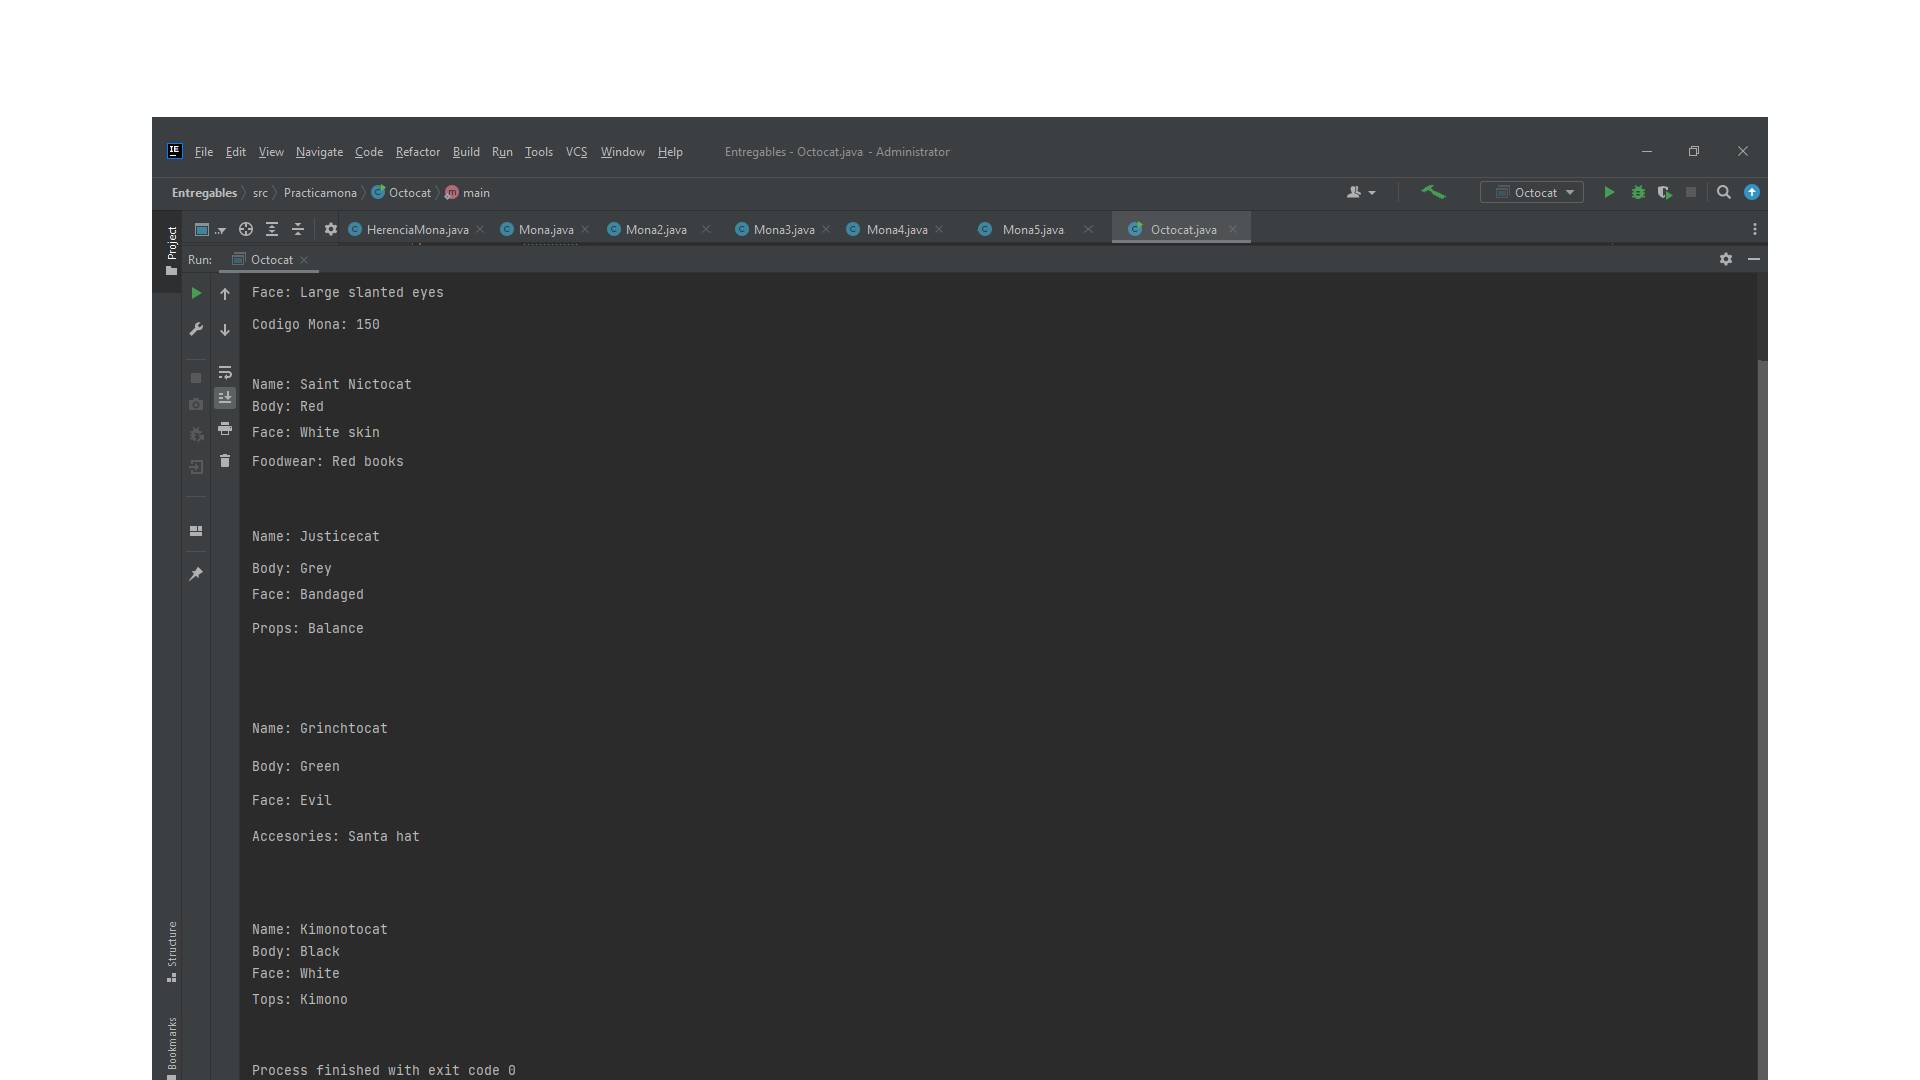 File Edit View Navigate Code Refactor Build Run Tools VCS Window Help Entregables - Octocat.java - Administrator
Entregables src Practicamona Octocat main Octocat
Project
.. HerenciaMona.java Mona.java Mona2.java Mona3.java Mona4.java Mona5.java Octocat.java
Run: Octocat
Face: Large slanted eyes
Codigo Mona: 150
Name: Saint Nictocat
Body: Red
Face: White skin
Foodwear: Red books
Name: Justicecat
Body: Grey
Face: Bandaged
Props: Balance
Name: Grinchtocat
Body: Green
Face: Evil
Accesories: Santa hat
Name: Kimonotocat
Body: Black
Face: White
Tops: Kimono
Process finished with exit code 0
Structure
Bookmarks